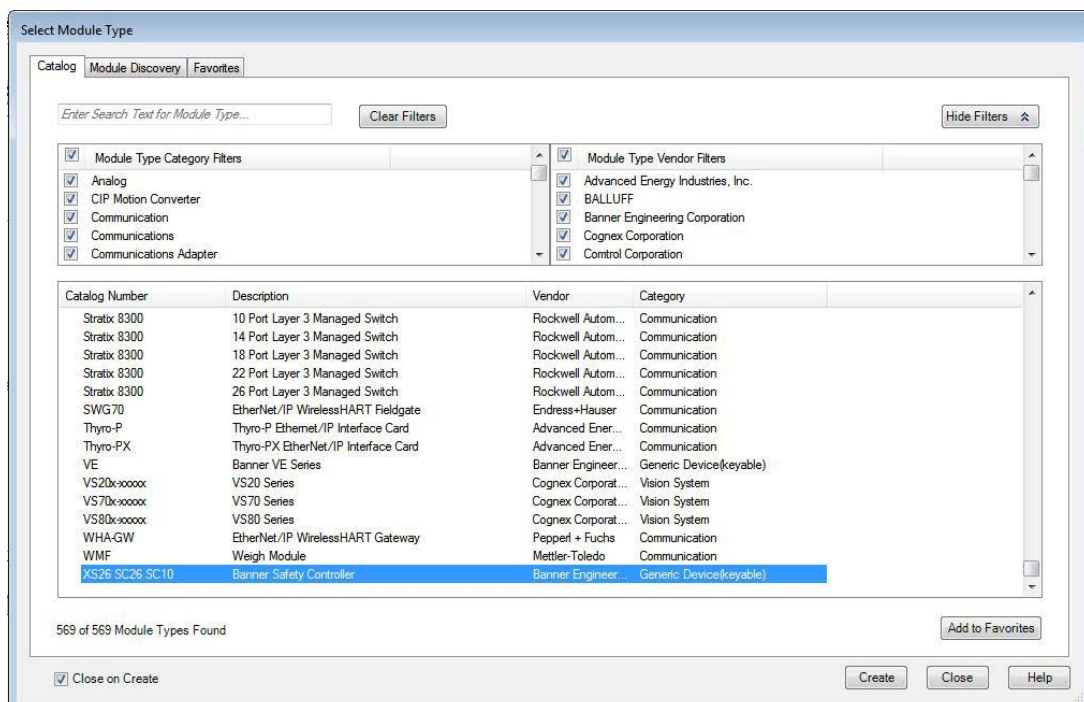 Select Module Type
Catalog Module Discovery Favorites
Enter Search Text for Module Type... Clear Filters Hide Filters
Module Type Category Filters
Analog
CIP Motion Converter
Communication
Communications
Communications Adapter
Module Type Vendor Filters
Advanced Energy Industries, Inc.
BALLUFF
Banner Engineering Corporation
Cognex Corporation
Comtrol Corporation
Catalog Number Description Vendor Category
Stratix 8300 10 Port Layer 3 Managed Switch Rockwell Autom... Communication
Stratix 8300 14 Port Layer 3 Managed Switch Rockwell Autom... Communication
Stratix 8300 18 Port Layer 3 Managed Switch Rockwell Autom... Communication
Stratix 8300 22 Port Layer 3 Managed Switch Rockwell Autom... Communication
Stratix 8300 26 Port Layer 3 Managed Switch Rockwell Autom... Communication
SWG70 EtherNet/IP WirelessHART Fieldgate Endress+Hauser Communication
Thyro-P Thyro-P Ethernet/IP Interface Card Advanced Ener... Communication
Thyro-PX Thyro-PX EtherNet/IP Interface Card Advanced Ener... Communication
VE Banner VE Series Banner Engineer... Generic Device(keyable)
VS20x-xxxxx VS20 Series Cognex Corporat... Vision System
VS70x-xxxxx VS70 Series Cognex Corporat... Vision System
VS80x-xxxxx VS80 Series Cognex Corporat... Vision System
WHA-GW EtherNet/IP WirelessHART Gateway Pepperl + Fuchs Communication
WMF Weigh Module Mettler-Toledo Communication
XS26 SC26 SC10 Banner Safety Controller Banner Engineer... Generic Device(keyable)
569 of 569 Module Types Found Add to Favorites
Close on Create Create Close Help